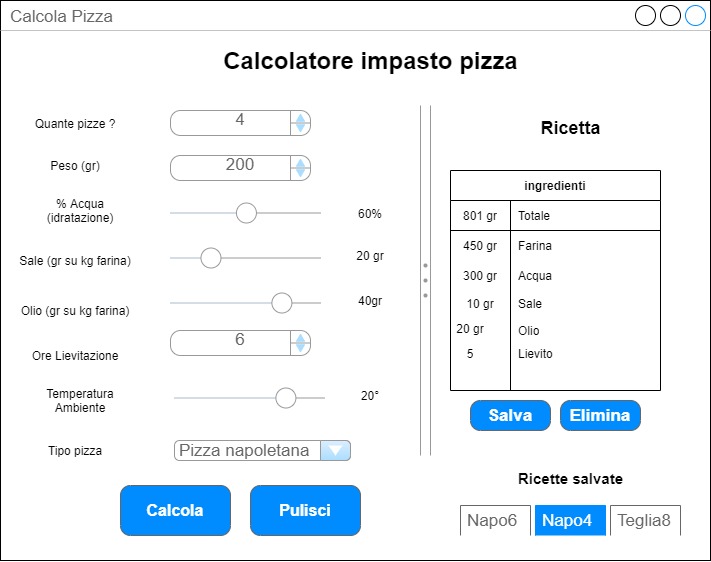 Calcola Pizza
Calcolatore impasto pizza
Quante pizze ?
4
Peso (gr)
200
% Acqua
(idratazione)
60%
Sale (gr su kg farina)
20 gr
Olio (gr su kg farina)
40gr
Ore Lievitazione
6
Temperatura
Ambiente
20°
Tipo pizza
Pizza napoletana
Calcola
Pulisci
Ricetta
ingredienti
801 gr Totale
450 gr Farina
300 gr Acqua
10 gr Sale
20 gr Olio
5 Lievito
Salva
Elimina
Ricette salvate
Napo6 Napo4 Teglia8